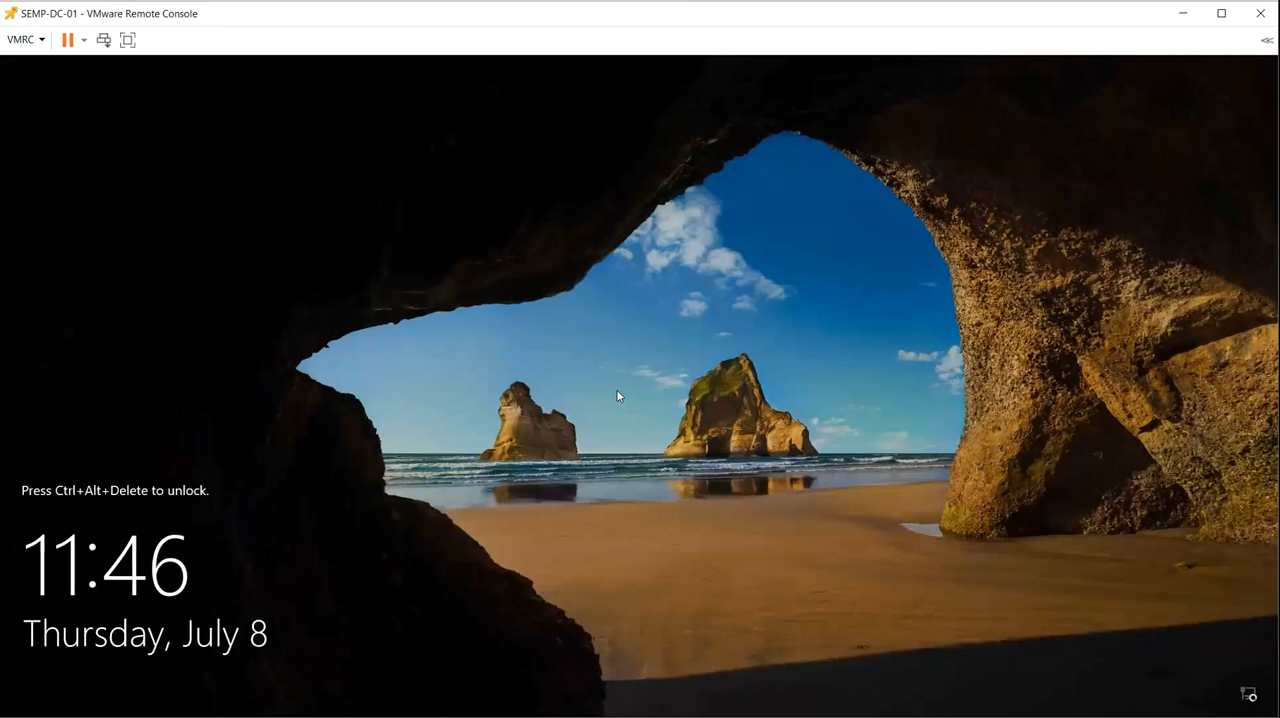 SEMP-DC-01 - VMware Remote Console
VMRC
Press Ctrl+Alt+Delete to unlock.
11:46
Thursday, July 8